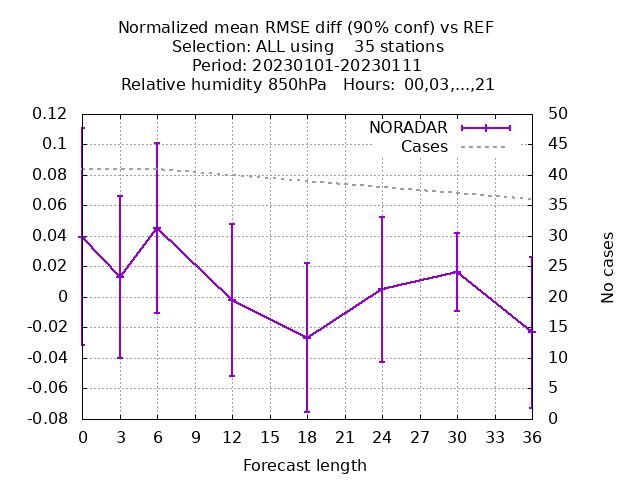 Normalized mean RMSE diff (90% conf) vs REF
Selection: ALL using    35 stations
Period: 20230101-20230111
Relative humidity 850hPa   Hours: 00,03,...,21
NORADAR
Cases
0.12
0.1
0.08
0.06
0.04
0.02
0
-0.02
-0.04
-0.06
-0.08
50
45
40
35
30
25
20
15
10
5
0
No cases
0 3 6 9 12 15 18 21 24 27 30 33 36
Forecast length